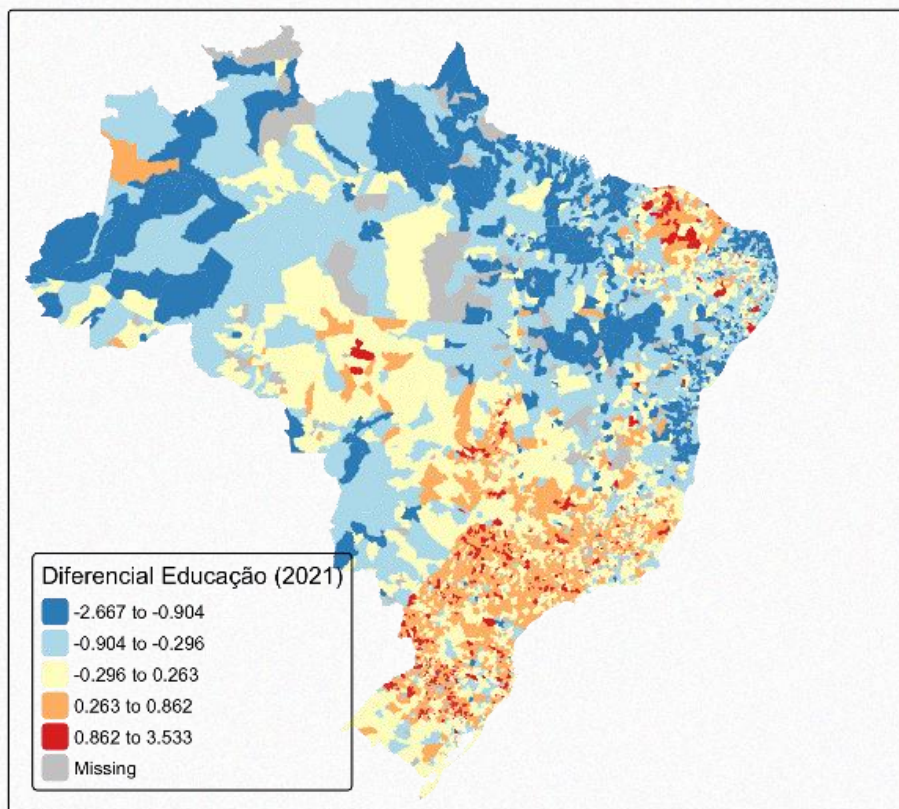 Diferencial Educação (2021)
-2.667 to -0.904
-0.904 to -0.296
-0.296 to 0.263
0.263 to 0.862
0.862 to 3.533
Missing